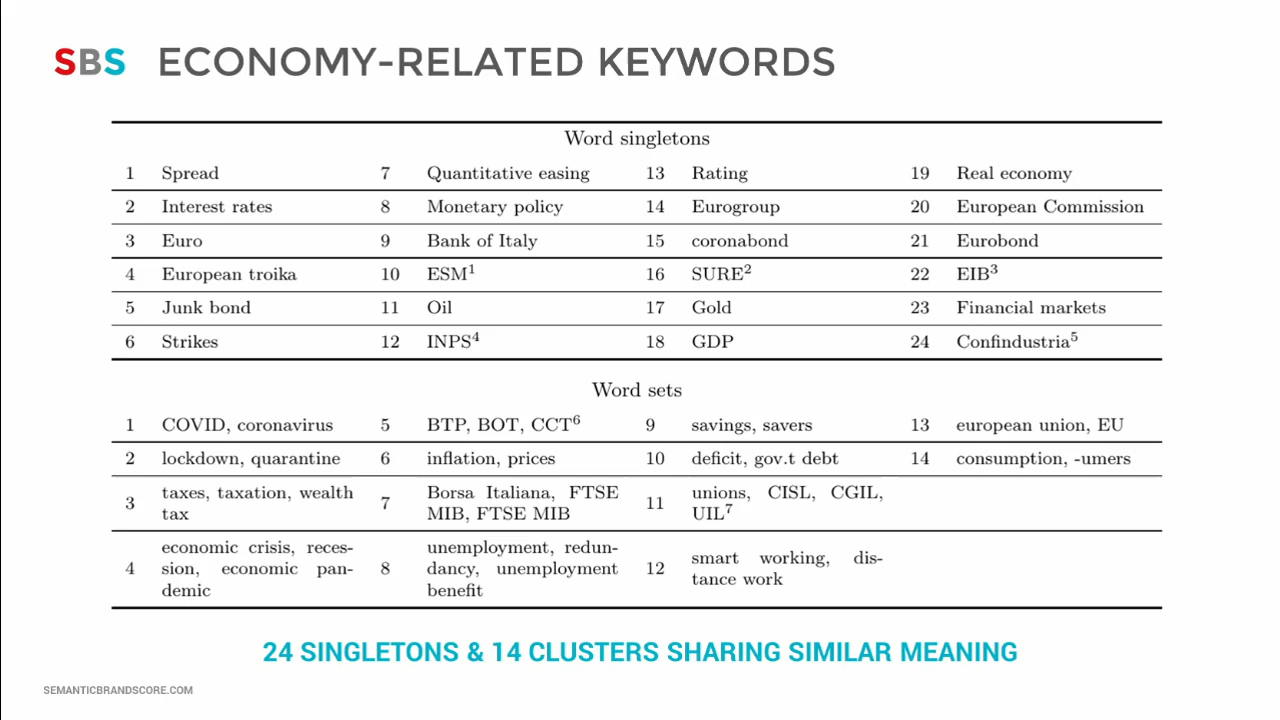 SBS ECONOMY-RELATED KEYWORDS
Word singletons
1 Spread 7 Quantitative easing 13 Rating 19 Real economy
2 Interest rates 8 Monetary policy 14 Eurogroup 20 European Commission
3 Euro 9 Bank of Italy 15 coronabond 21 Eurobond
4 European troika 10 ESM¹ 16 SURE² 22 EIB³
5 Junk bond 11 Oil 17 Gold 23 Financial markets
6 Strikes 12 INPS⁴ 18 GDP 24 Confindustria⁵
Word sets
1 COVID, coronavirus 5 BTP, BOT, CCT⁶ 9 savings, savers 13 european union, EU
2 lockdown, quarantine 6 inflation, prices 10 deficit, gov.t debt 14 consumption, -umers
3 taxes, taxation, wealth
tax
7 Borsa Italiana, FTSE
MIB, FTSE MIB
11 unions, CISL, CGIL,
UIL⁷
4 economic crisis, reces-
sion, economic pan-
demic
8 unemployment, redun-
dancy, unemployment
benefit
12 smart working, dis-
tance work
24 SINGLETONS & 14 CLUSTERS SHARING SIMILAR MEANING
SEMANTICBRANDSCORE.COM